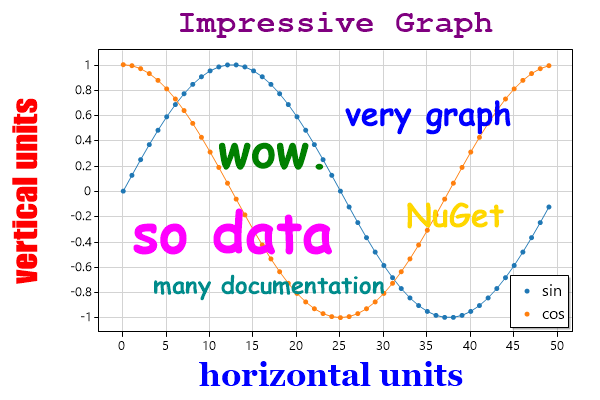 Impressive Graph
vertical units
1
0.8
0.6
0.4
0.2
0
-0.2
-0.4
-0.6
-0.8
-1
very graph
wow.
NuGet
so data
many documentation
sin
cos
0 5 10 15 20 25 30 35 40 45 50
horizontal units